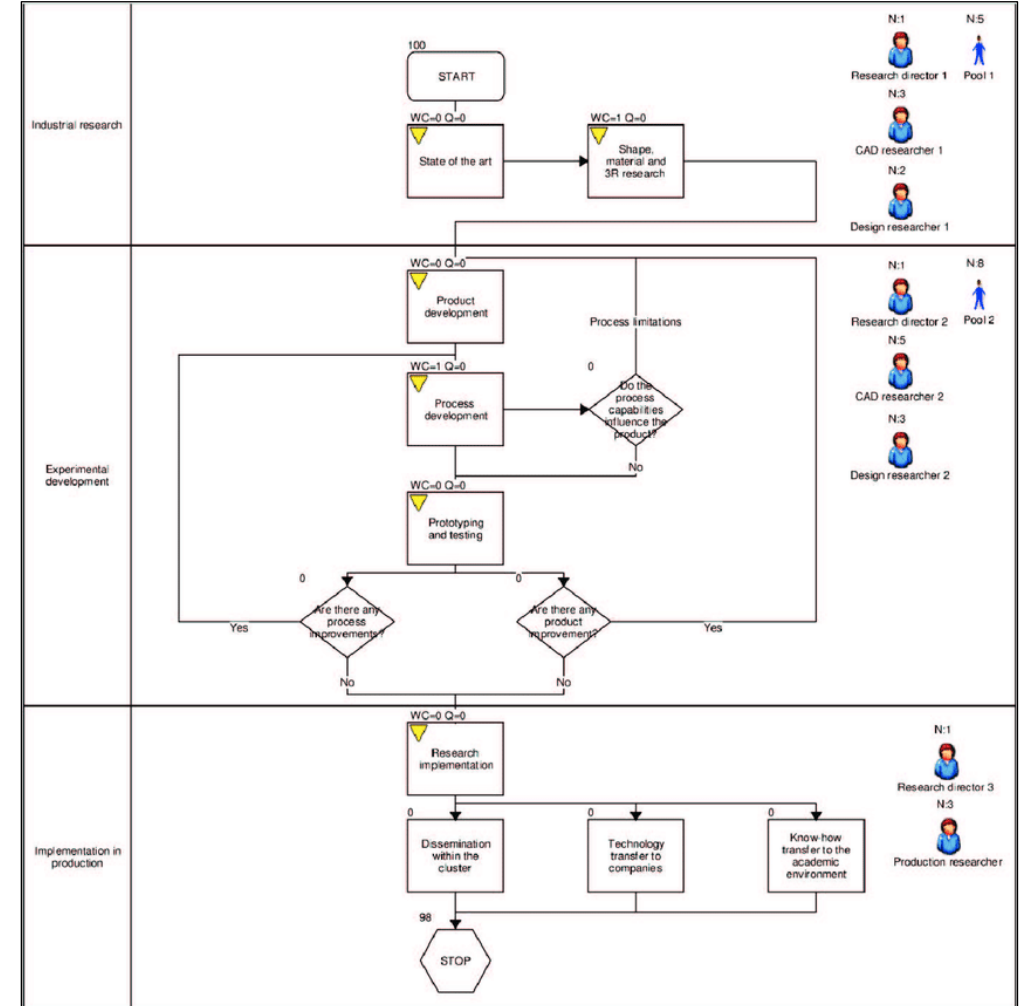 N:1
N:5
100
START
Research director 1
Pool 1
N:3
WC=0 Q=0
WC=1 Q=0
Industrial research
State of the art
Shape,
material and
3R research
CAD researcher 1
N:2
Design researcher 1
WC=0 Q=0
N:1
N:8
Product
development
Process limitations
Research director 2
Pool 2
N:5
WC=1 Q=0
0
Process
development
Do the
process
capabilities
influence the
product?
CAD researcher 2
N:3
No
Experimental
development
Design researcher 2
WC=0 Q=0
Prototyping
and testing
0
0
Are there any
process
improvements?
Are there any
product
improvement?
Yes
Yes
No
No
WC=0 Q=0
N:1
Research
implementation
Research director 3
N:3
0
0
0
Implementation in
production
Dissemination
within the
cluster
Technology
transfer to
companies
Know-how
transfer to the
academic
environment
Production researcher
98
STOP